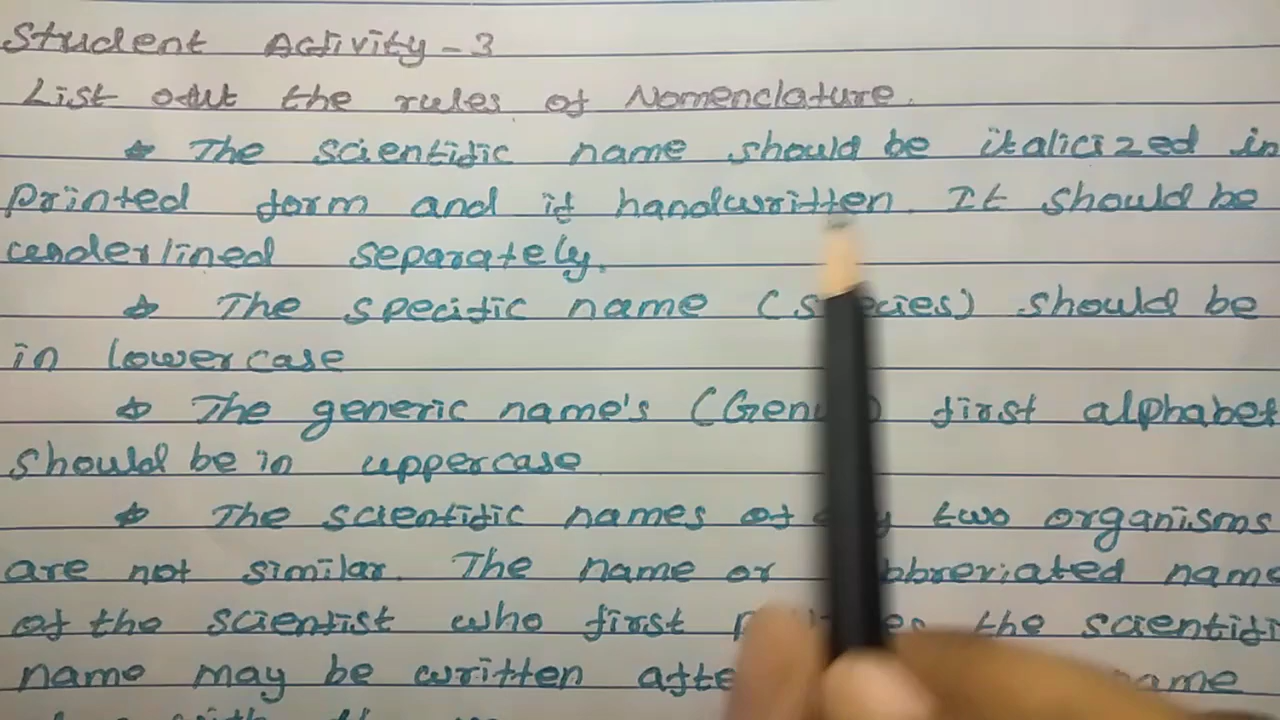 Student Activity - 3
List out the rules of Nomenclature.
☆ The scientific name should be italicized in
printed form and if handwritten. It should be
underlined separately.
☆ The specific name (species) should be
in lowercase
☆ The generic name's (Genus) first alphabet
should be in uppercase
☆ The scientific names of two organisms
are not similar. The name or abbreviated name
of the scientist who first the scientific
name may be written name